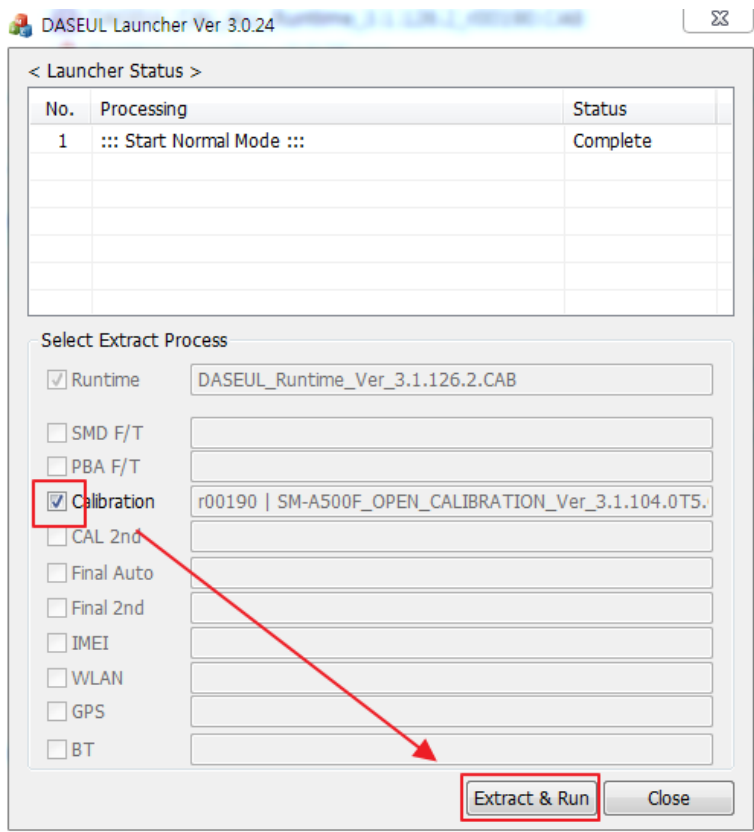 DASEUL Launcher Ver 3.0.24
< Launcher Status >
No. Processing Status
1 ::: Start Normal Mode ::: Complete
Select Extract Process
Runtime DASEUL_Runtime_Ver_3.1.126.2.CAB
SMD F/T
PBA F/T
Calibration r00190 | SM-A500F_OPEN_CALIBRATION_Ver_3.1.104.0T5.
CAL 2nd
Final Auto
Final 2nd
IMEI
WLAN
GPS
BT
Extract & Run Close